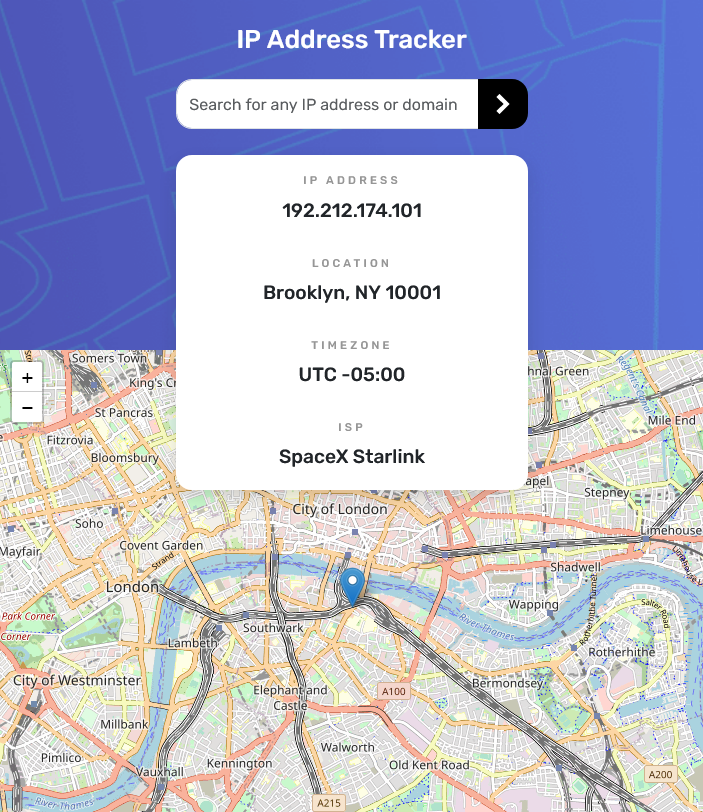 IP Address Tracker
Search for any IP address or domain
IP ADDRESS
192.212.174.101
LOCATION
Brooklyn, NY 10001
TIMEZONE
UTC -05:00
ISP
SpaceX Starlink
+
−
Somers Town
King's
St Pancras
Fitzrovia
Bloomsbury
Green
Mile End
Stepney
Limehouse
Soho
City of London
Mayfair
Covent Garden
Strand
Shadwell
London
Wapping
Rotherhithe Tunnel
Salter Road
River Thames
Park Corner
Corner
Lambeth
Southwark
Rotherhithe
City of Westminster
Elephant and
Castle
A100
Bermondsey
Millbank
Walworth
Pimlico
Vauxhall
Kennington
Old Kent Road
A200
River Thames
A215